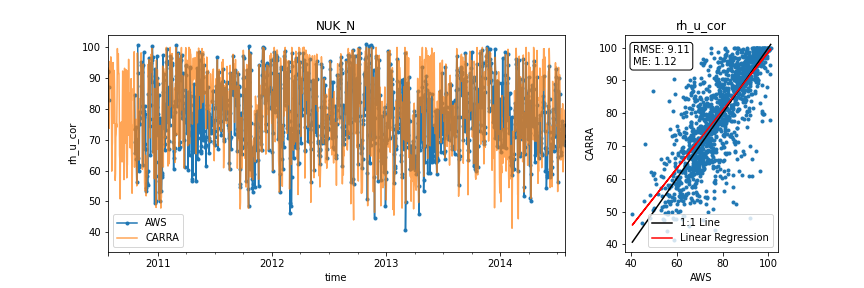 NUK_N
rh_u_cor
100
90
80
70
60
50
40
AWS
CARRA
2011
2012
2013
2014
time
rh_u_cor
RMSE: 9.11
ME: 1.12
CARRA
100
90
80
70
60
50
40
1:1 Line
Linear Regression
40
60
80
100
AWS